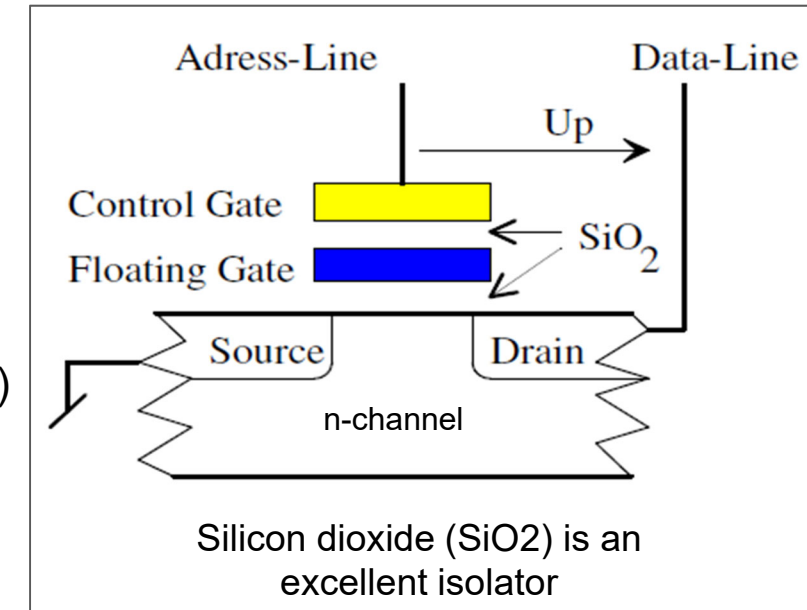 Adress-Line
Data-Line
Up
Control Gate
SiO2
Floating Gate
Source
Drain
)
n-channel
Silicon dioxide (SiO2) is an
excellent isolator